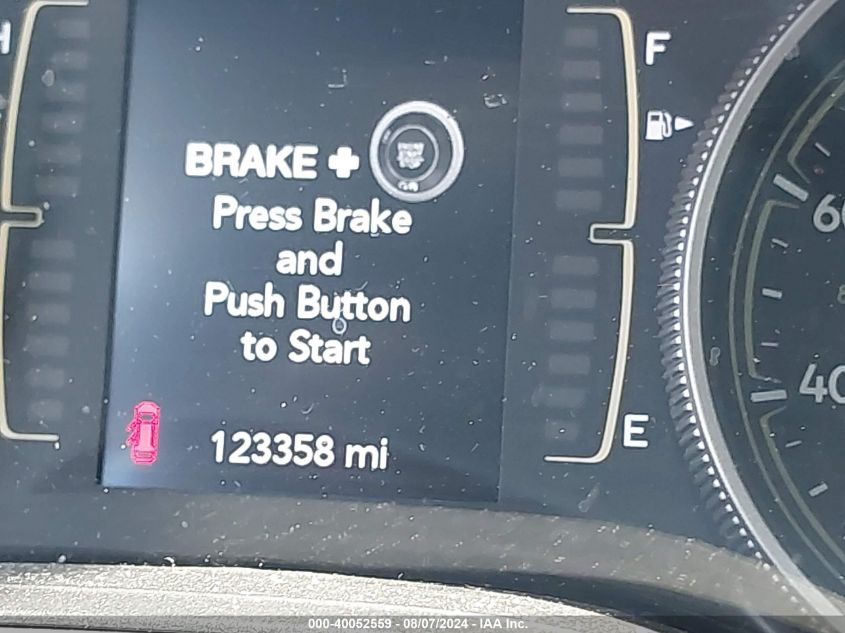 H
F
BRAKE +
Press Brake
and
Push Button
to Start
60
40
E
123358 mi
000-40052559 - 08/07/2024 - IAA Inc.